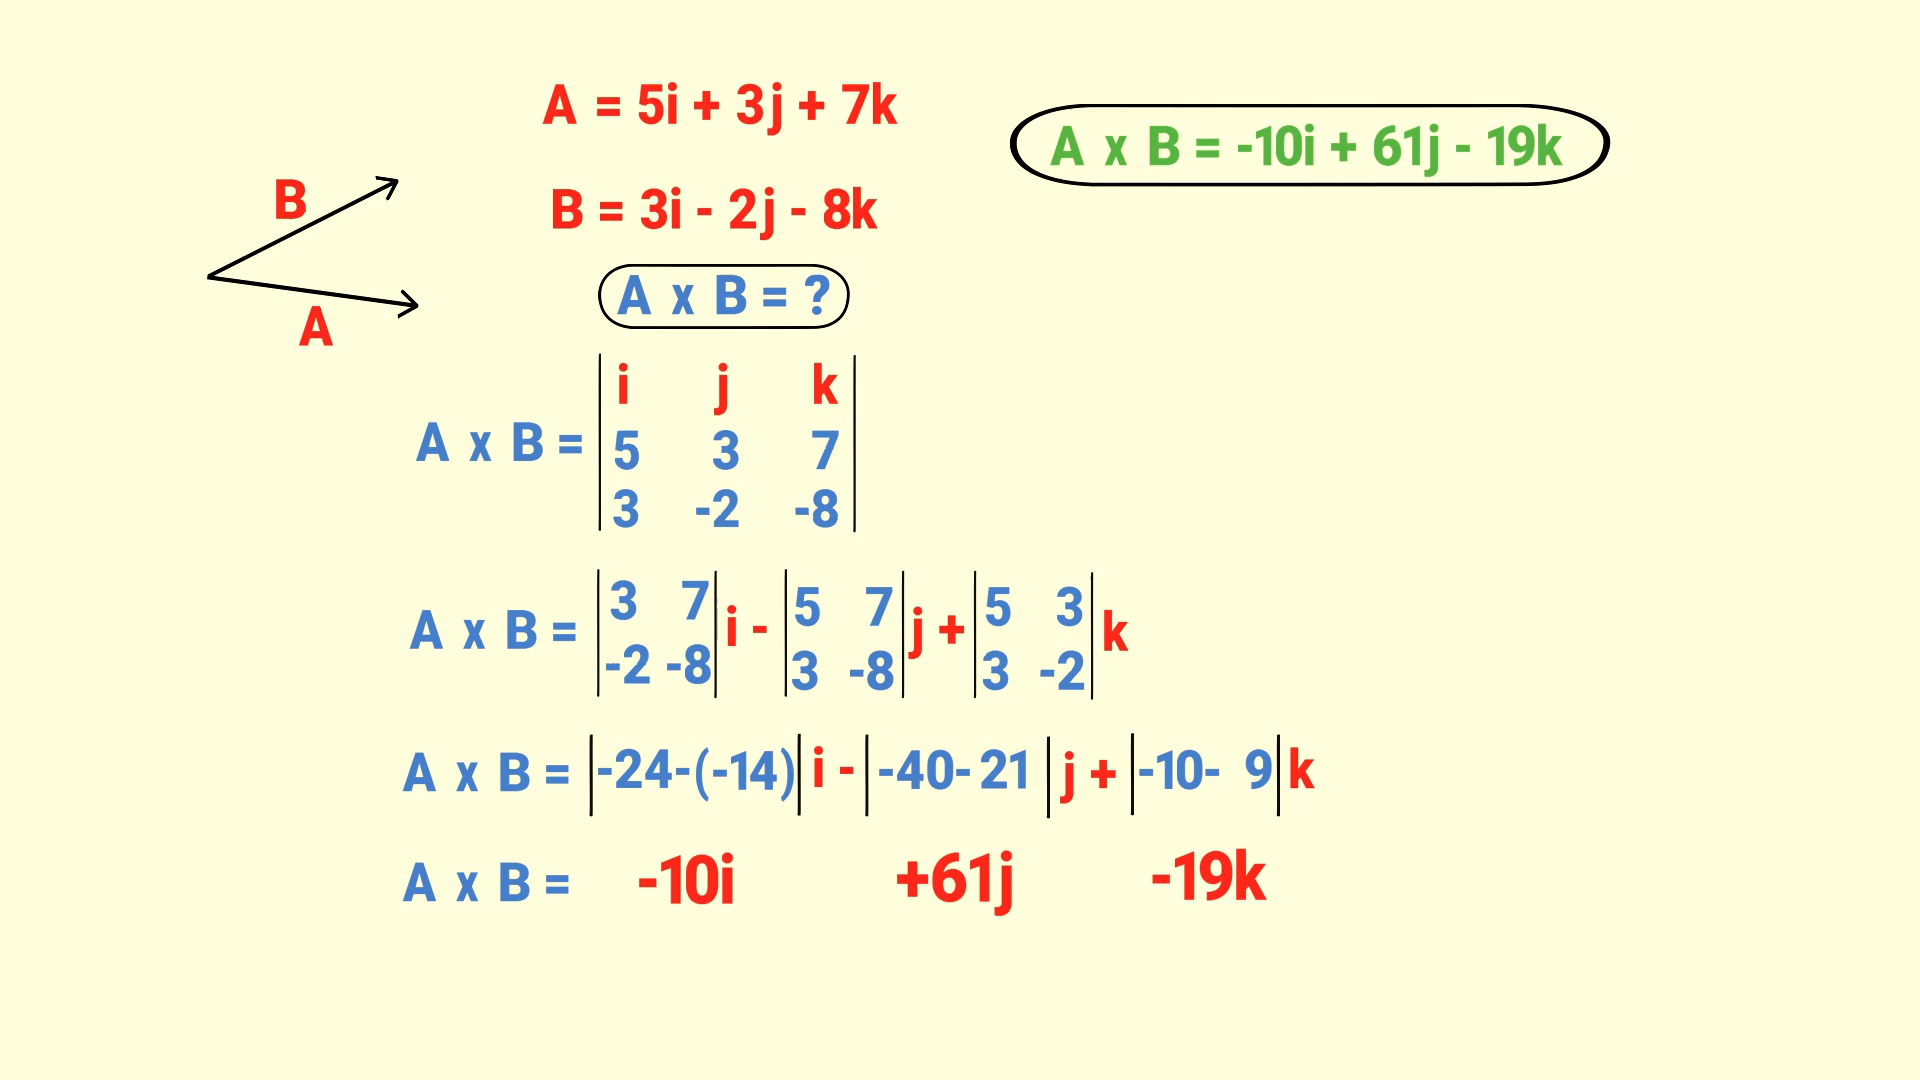 A = 5i + 3j + 7k
A x B = -10i + 61j - 19k
B
B = 3i - 2j - 8k
A x B = ?
A
i j k
A x B =
5 3 7
3 -2 -8
3 7 5 7 5 3
A x B = i - j + k
-2 -8 3 -8 3 -2
A x B = |-24-(-14)| i - |-40-21| j + |-10- 9| k
A x B = -10i +61j -19k